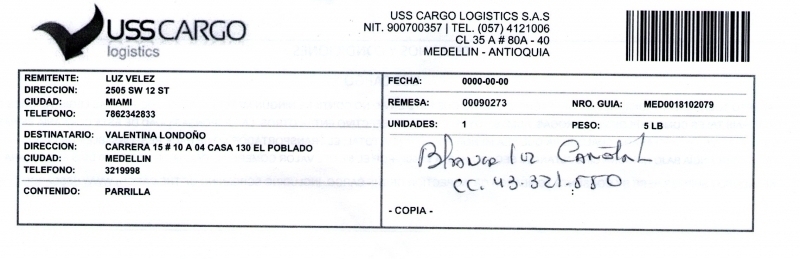 USS CARGO
logistics
USS CARGO LOGISTICS S.A.S
NIT. 900700357 | TEL. (057) 4121006
CL 35 A # 80A - 40
MEDELLIN - ANTIOQUIA
REMITENTE: LUZ VELEZ
DIRECCION: 2505 SW 12 ST
CIUDAD: MIAMI
TELEFONO: 7862342833
DESTINATARIO: VALENTINA LONDOÑO
DIRECCION: CARRERA 15 # 10 A 04 CASA 130 EL POBLADO
CIUDAD: MEDELLIN
TELEFONO: 3219998
CONTENIDO: PARRILLA
FECHA: 0000-00-00
REMESA: 00090273 NRO. GUIA: MED0018102079
UNIDADES: 1 PESO: 5 LB
Blanca luz
CC. 43.321.550
- COPIA -